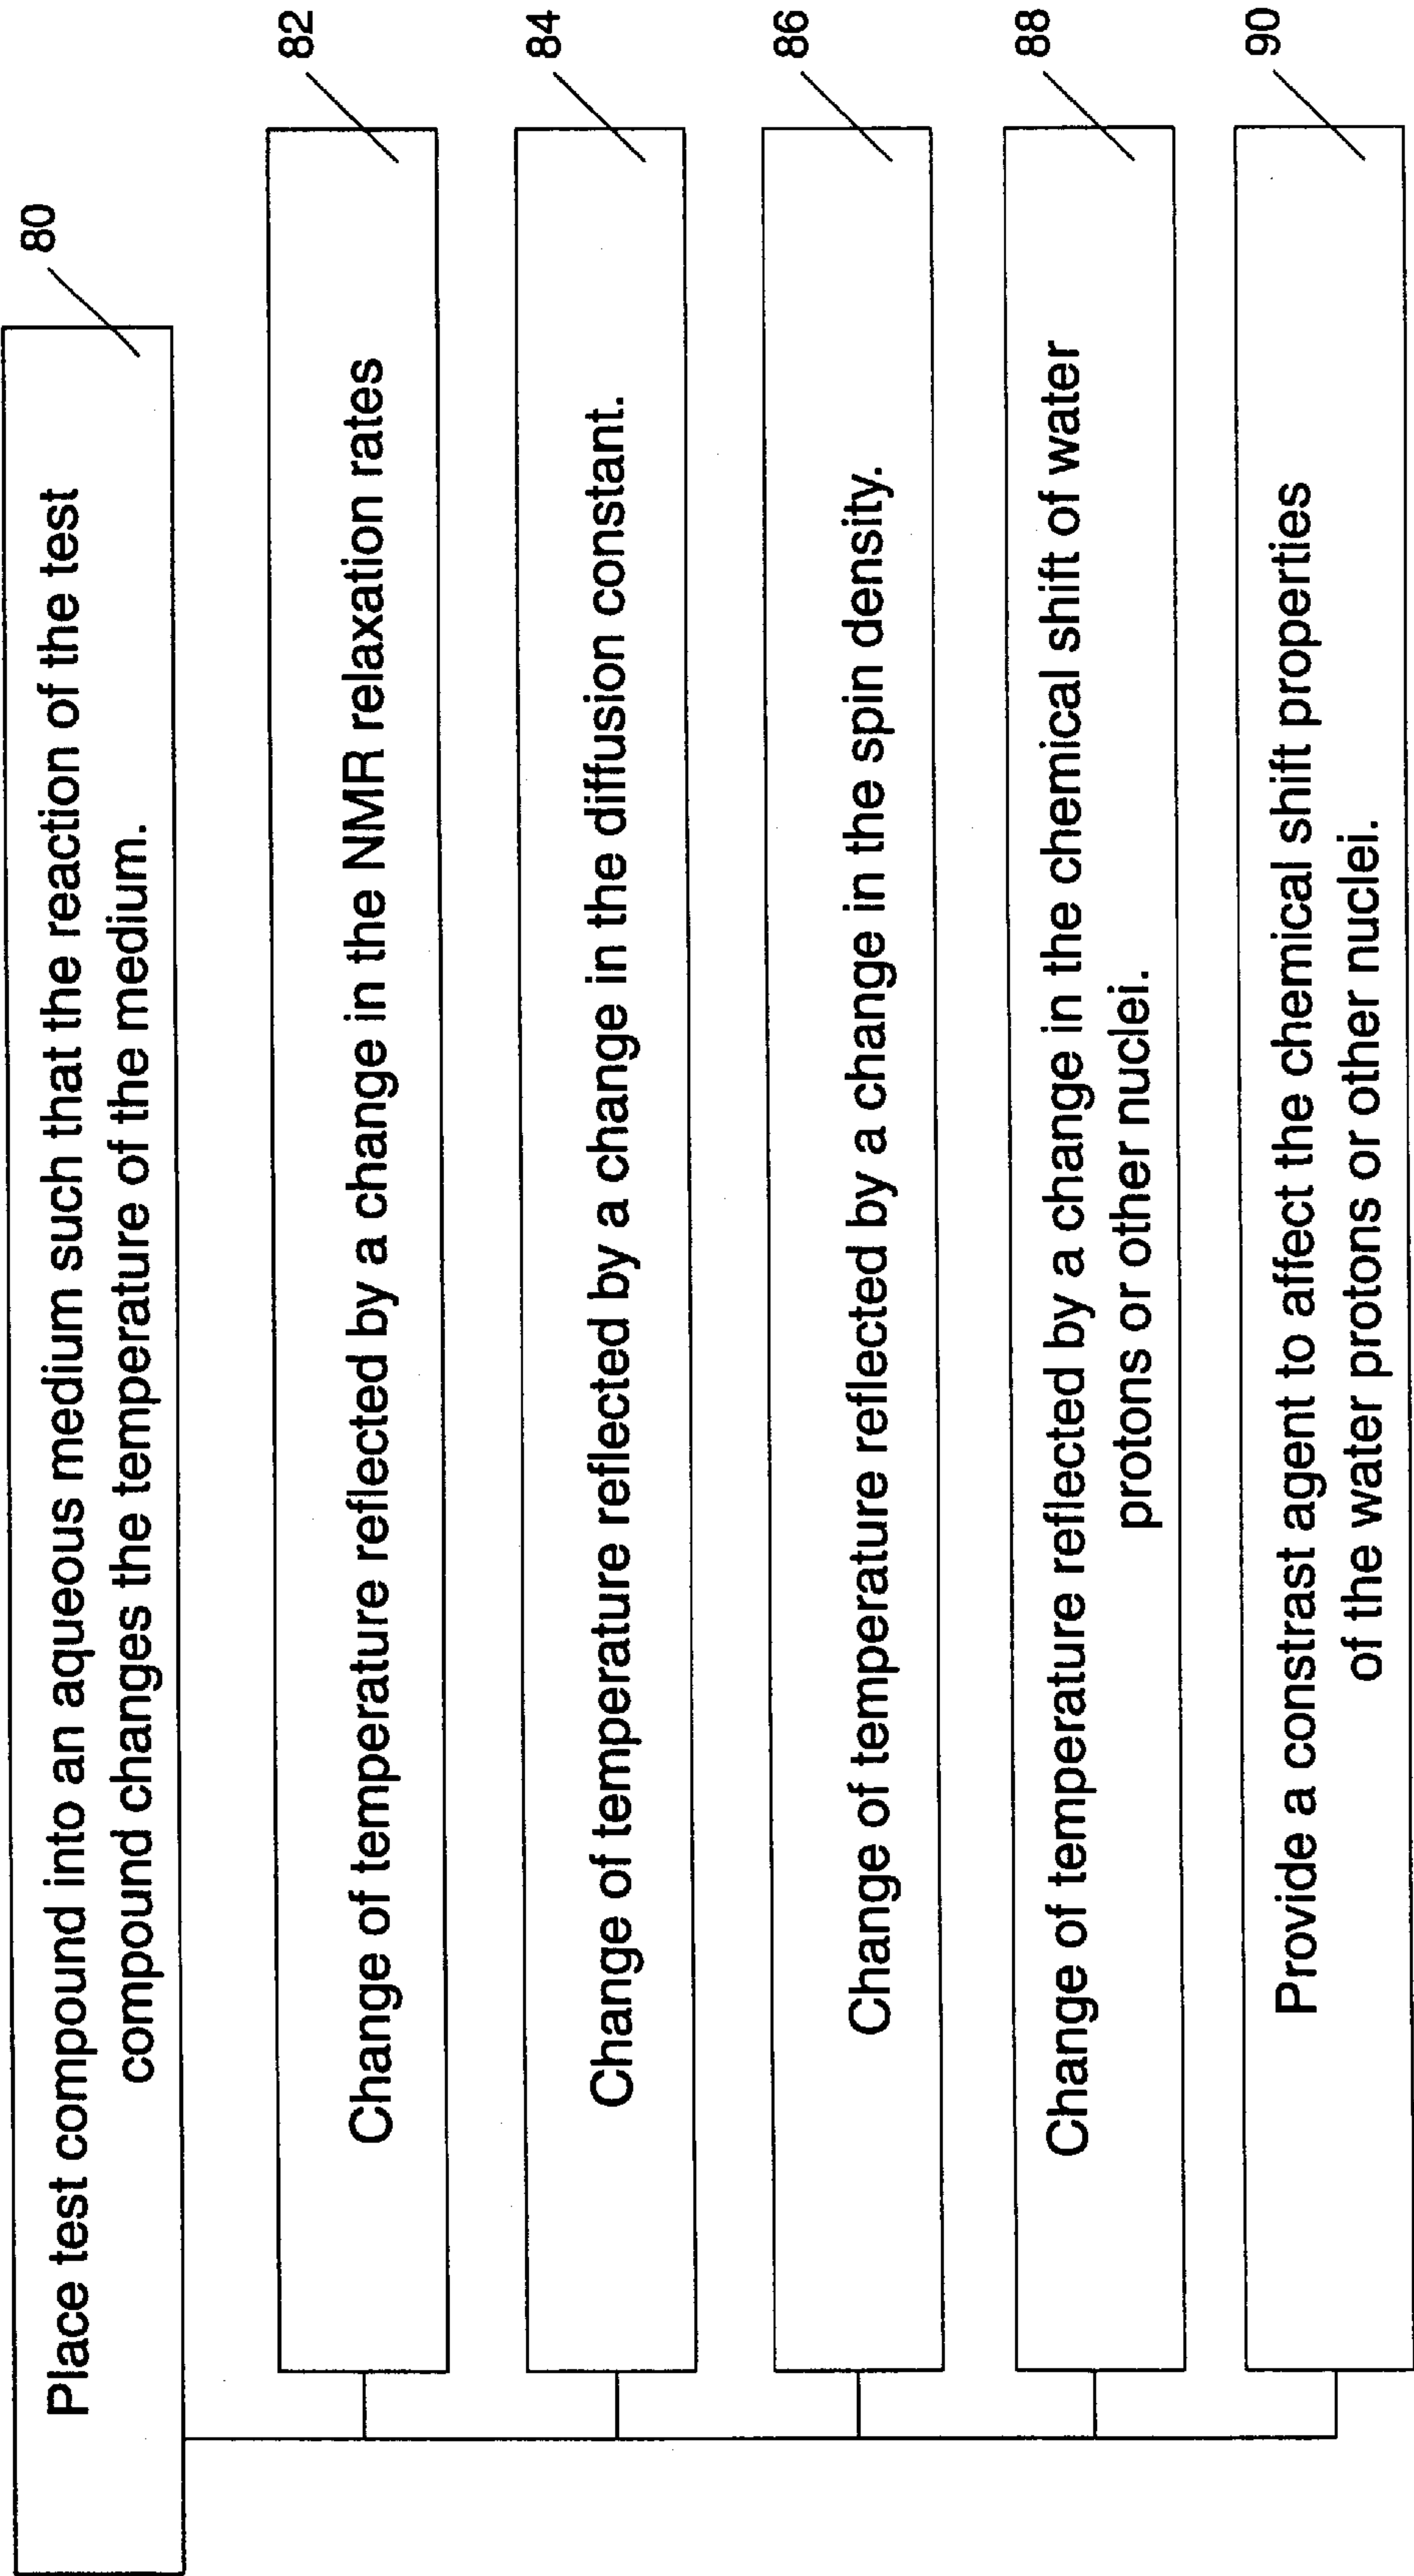 Place test compound into an aqueous medium such that the reaction of the test
compound changes the temperature of the medium.
80
Change of temperature reflected by a change in the NMR relaxation rates
82
Change of temperature reflected by a change in the diffusion constant.
84
Change of temperature reflected by a change in the spin density.
86
Change of temperature reflected by a change in the chemical shift of water
protons or other nuclei.
88
Provide a constrast agent to affect the chemical shift properties
of the water protons or other nuclei.
90